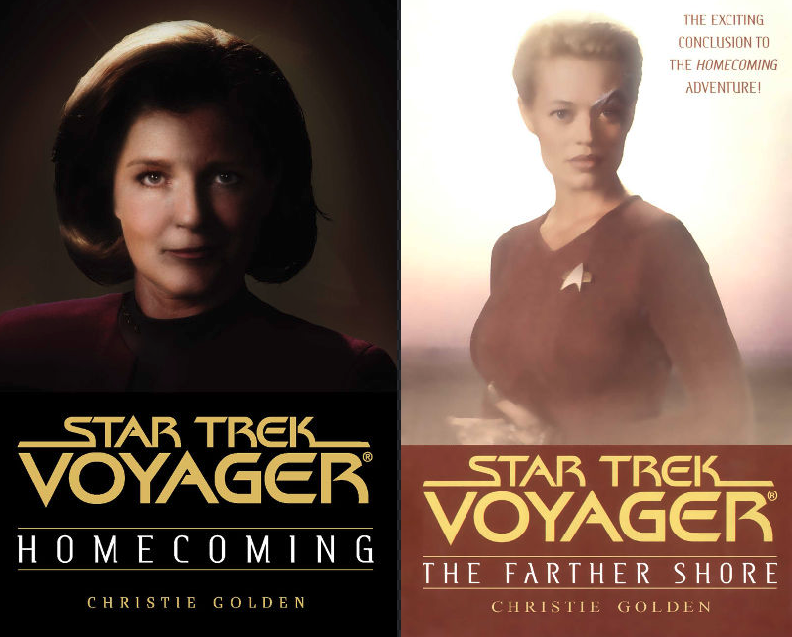 STAR TREK
VOYAGER®
HOMECOMING
CHRISTIE GOLDEN
THE EXCITING
CONCLUSION TO
THE HOMECOMING
ADVENTURE!
STAR TREK
VOYAGER®
THE FARTHER SHORE
CHRISTIE GOLDEN